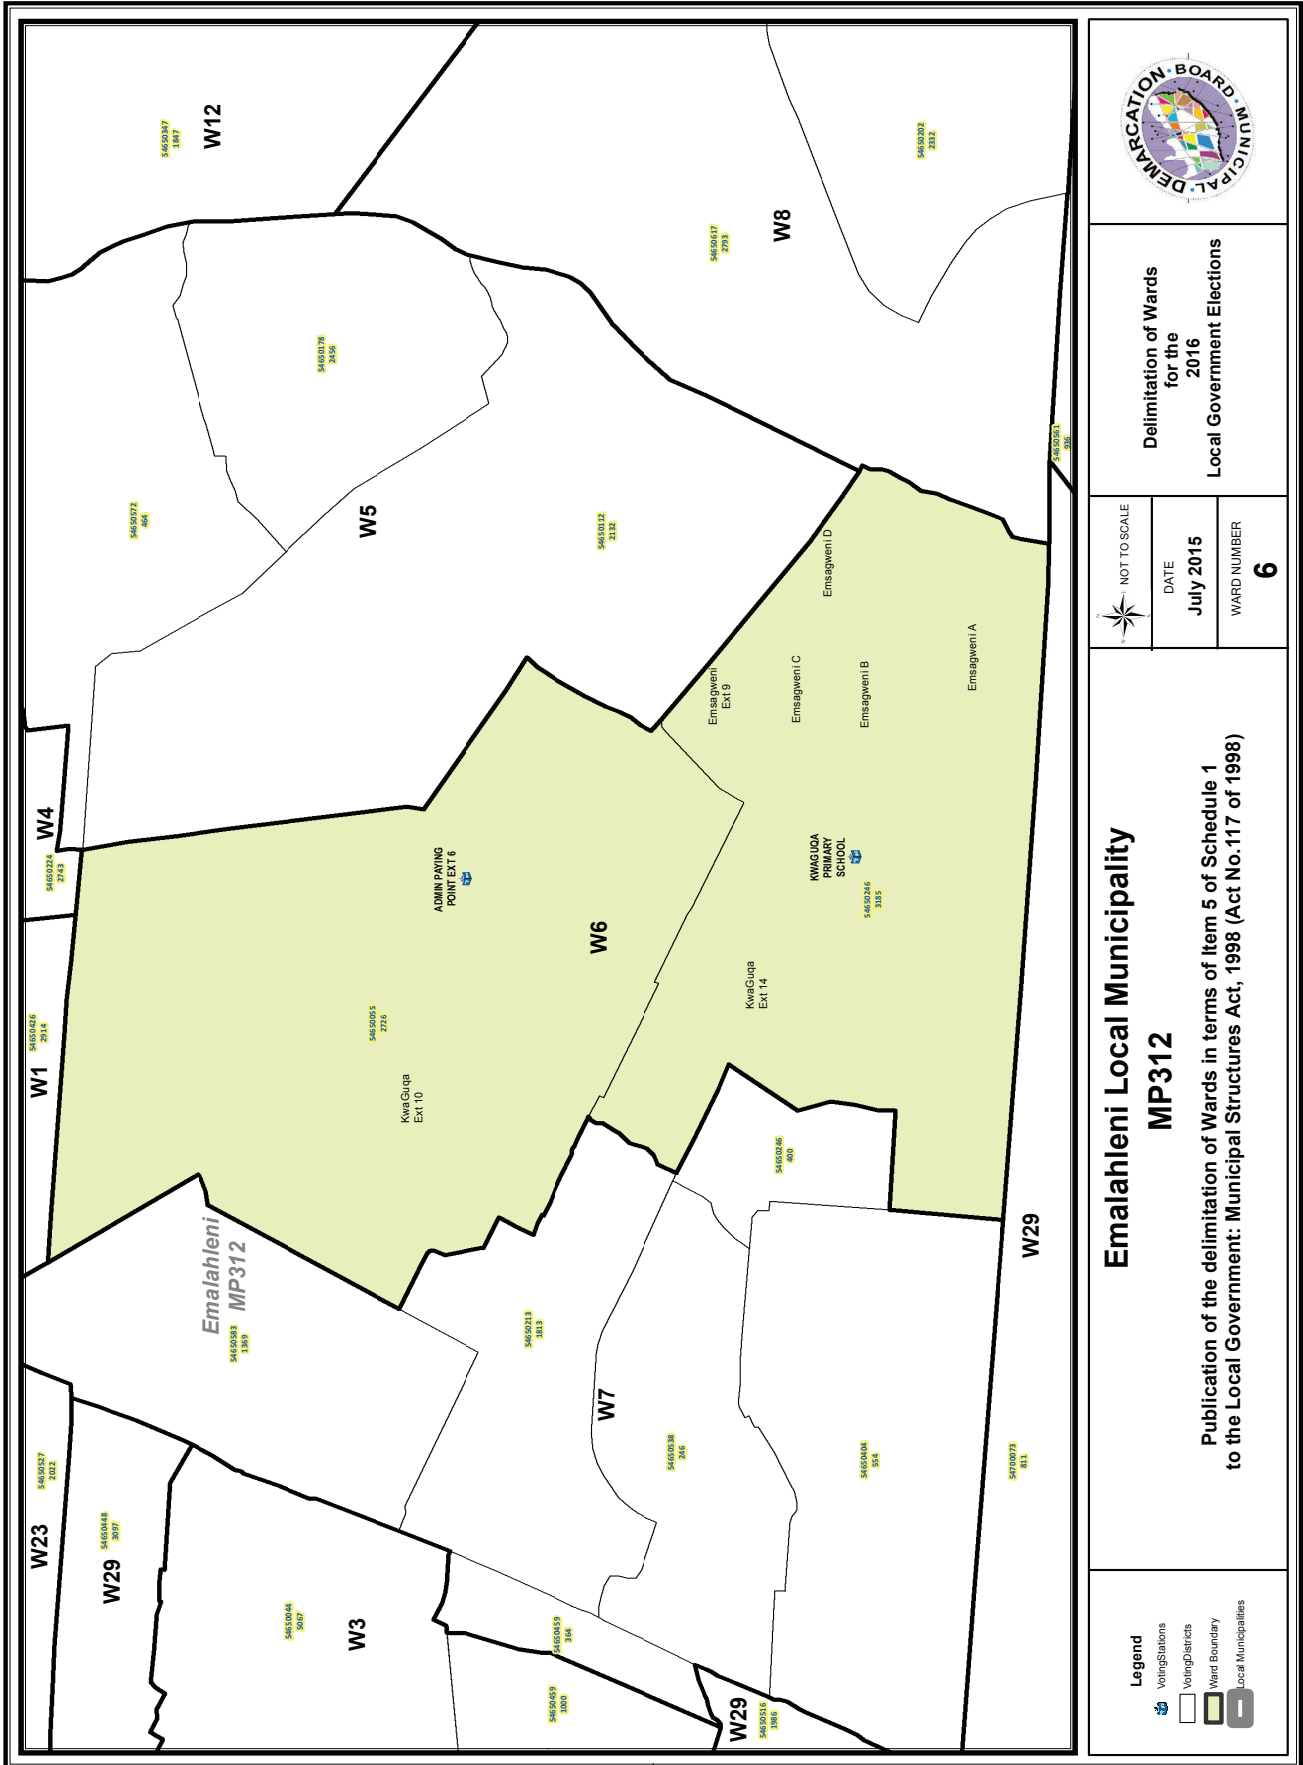 W23
54650527
2022
W29
54650448
3097
54650044
5067
W3
54650459
1000
54650459
364
W29
54650516
1986
Emalahleni
MP312
54650583
1369
54650213
1813
W7
54650538
246
54650404
554
54700073
811
W29
54650246
400
W1
54650426
2914
W4
54650224
2743
54650055
2726
KwaGuqa
Ext 10
ADMIN PAYING
POINT EXT 6
W6
KwaGuqa
Ext 14
KWAGUQA
PRIMARY
SCHOOL
54650246
3185
Emsagweni
Ext 9
Emsagweni C
Emsagweni B
Emsagweni D
Emsagweni A
54650572
464
W5
54650112
2132
54650178
2456
54650347
1847
W12
54650617
2793
W8
54650202
2332
54650561
936
Legend
VotingStations
VotingDistricts
Ward Boundary
Local Municipalities
Emalahleni Local Municipality
MP312
Publication of the delimitation of Wards in terms of Item 5 of Schedule 1
to the Local Government: Municipal Structures Act, 1998 (Act No.117 of 1998)
N
W E
S
NOT TO SCALE
DATE
July 2015
WARD NUMBER
6
Delimitation of Wards
for the
2016
Local Government Elections
MUNICIPAL · DEMARCATION · BOARD ·